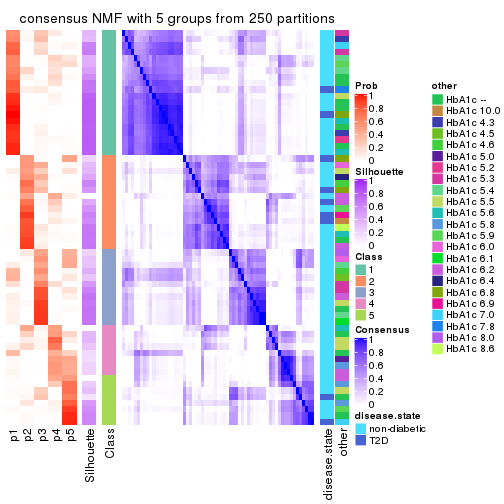 consensus NMF with 5 groups from 250 partitions
p1
p2
p3
p4
p5
Silhouette
Class
disease.state
other
Prob
1
0.8
0.6
0.4
0.2
0
Silhouette
1
0.8
0.6
0.4
0.2
0
Class
1
2
3
4
5
Consensus
1
0.8
0.6
0.4
0.2
0
disease.state
non-diabetic
T2D
other
HbA1c --
HbA1c 10.0
HbA1c 4.3
HbA1c 4.5
HbA1c 4.6
HbA1c 5.0
HbA1c 5.2
HbA1c 5.3
HbA1c 5.4
HbA1c 5.5
HbA1c 5.6
HbA1c 5.8
HbA1c 5.9
HbA1c 6.0
HbA1c 6.1
HbA1c 6.2
HbA1c 6.4
HbA1c 6.8
HbA1c 6.9
HbA1c 7.0
HbA1c 7.8
HbA1c 8.0
HbA1c 8.6